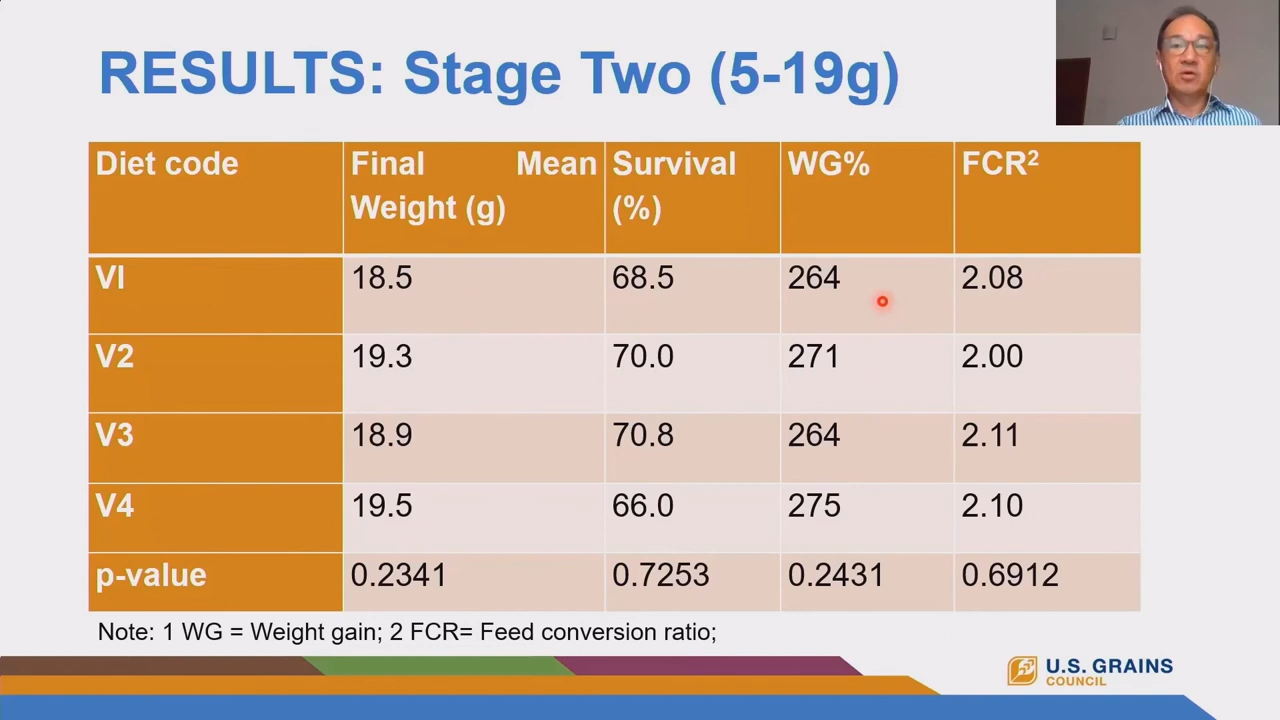 RESULTS: Stage Two (5-19g)
Diet code Final Mean Weight (g) Survival (%) WG% FCR²
VI 18.5 68.5 264 2.08
V2 19.3 70.0 271 2.00
V3 18.9 70.8 264 2.11
V4 19.5 66.0 275 2.10
p-value 0.2341 0.7253 0.2431 0.6912
Note: 1 WG = Weight gain; 2 FCR= Feed conversion ratio;
U.S. GRAINS
COUNCIL